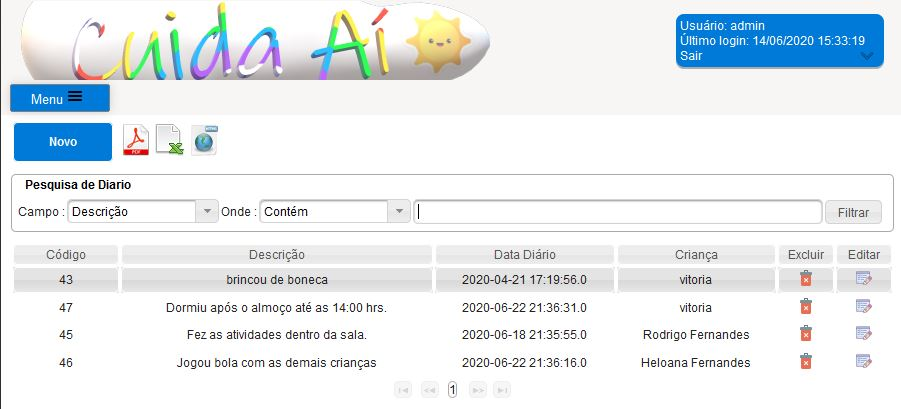 Cuida Aí
Usuário: admin
Último login: 14/06/2020 15:33:19
Sair
Menu
Novo
PDF
X
HTML
Pesquisa de Diario
Campo : Descrição Onde : Contém Filtrar
Código Descrição Data Diário Criança Excluir Editar
43 brincou de boneca 2020-04-21 17:19:56.0 vitoria
47 Dormiu após o almoço até as 14:00 hrs. 2020-06-22 21:36:31.0 vitoria
45 Fez as atividades dentro da sala. 2020-06-18 21:35:55.0 Rodrigo Fernandes
46 Jogou bola com as demais crianças 2020-06-22 21:36:16.0 Heloana Fernandes
1